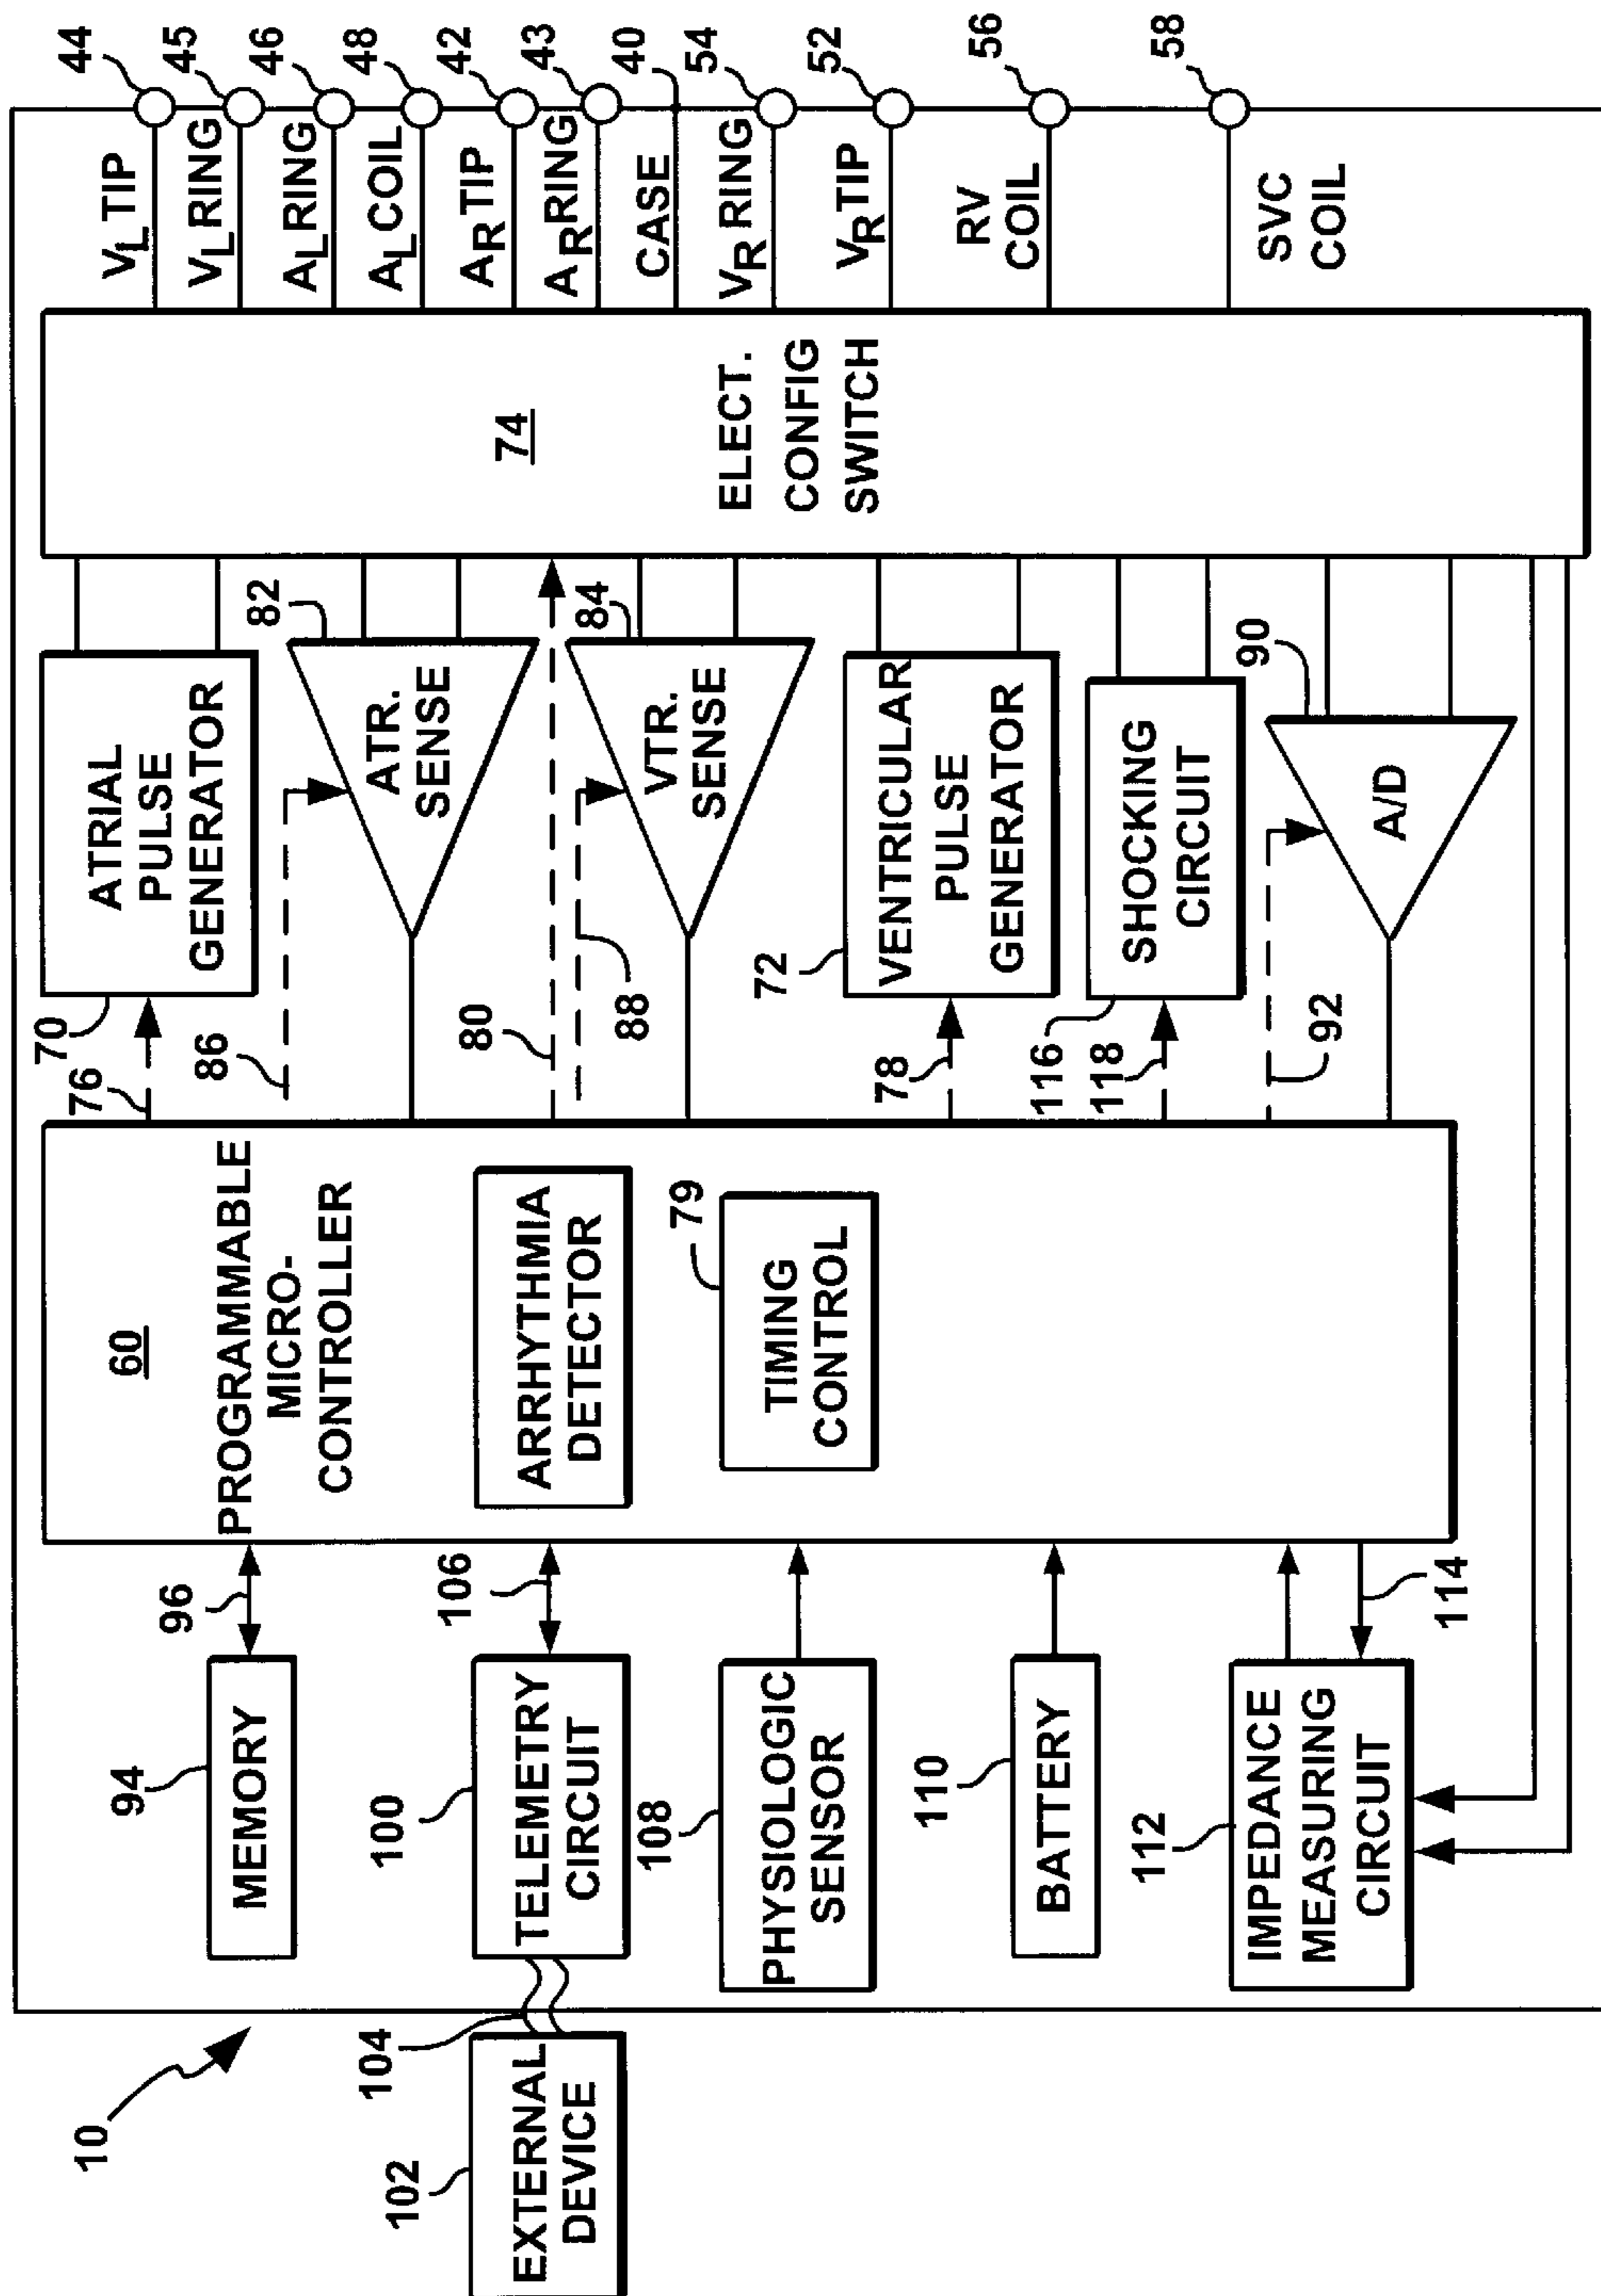 10
102
EXTERNAL
DEVICE
104
94
MEMORY
96
100
TELEMETRY
CIRCUIT
106
108
PHYSIOLOGIC
SENSOR
110
BATTERY
112
IMPEDANCE
MEASURING
CIRCUIT
114
60
PROGRAMMABLE
MICRO-
CONTROLLER
ARRHYTHMIA
DETECTOR
79
TIMING
CONTROL
70
76
ATRIAL
PULSE
GENERATOR
86
82
ATR.
SENSE
80
88
84
VTR.
SENSE
72
78
VENTRICULAR
PULSE
GENERATOR
116
118
SHOCKING
CIRCUIT
92
90
A/D
74
ELECT.
CONFIG
SWITCH
VL TIP 44
VL RING 45
AL RING 46
AL COIL 48
AR TIP 42
AR RING 43
CASE 40
VR RING 54
VR TIP 52
RV
COIL
56
SVC
COIL
58